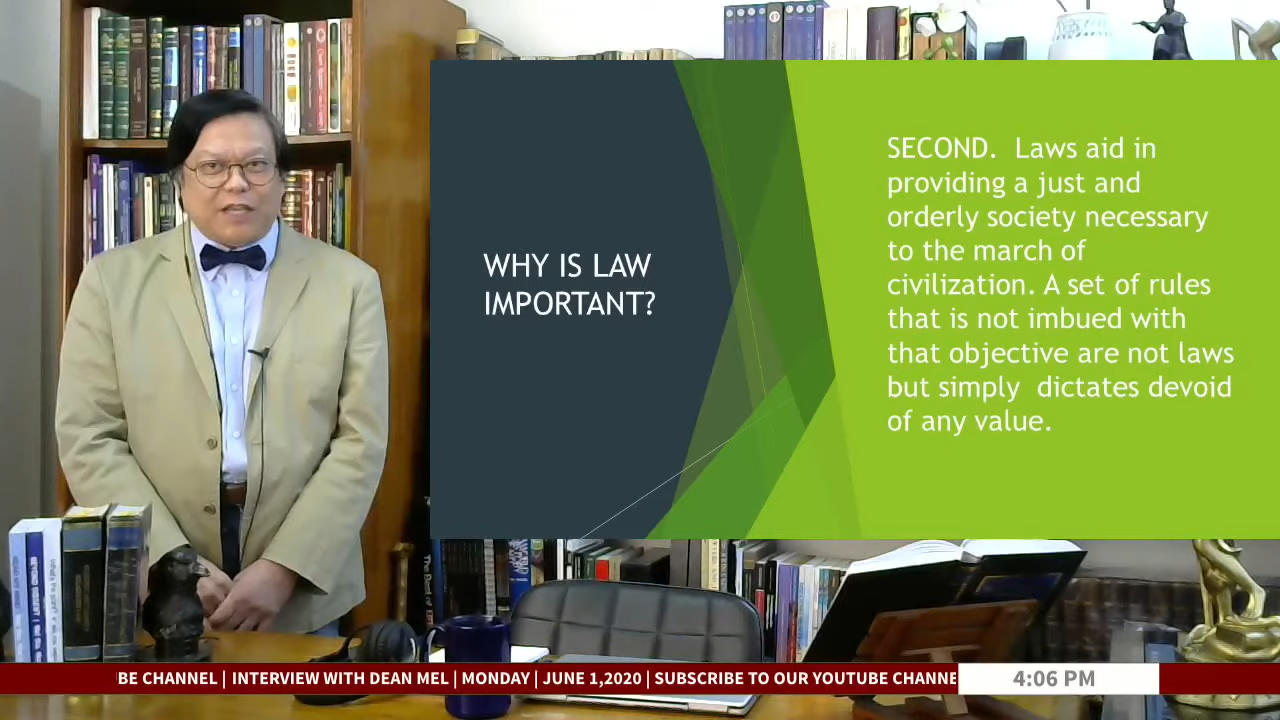 WHY IS LAW
IMPORTANT?
SECOND.  Laws aid in
providing a just and
orderly society necessary
to the march of
civilization. A set of rules
that is not imbued with
that objective are not laws
but simply  dictates devoid
of any value.
BE CHANNEL | INTERVIEW WITH DEAN MEL | MONDAY | JUNE 1,2020 | SUBSCRIBE TO OUR YOUTUBE CHANNE
4:06 PM